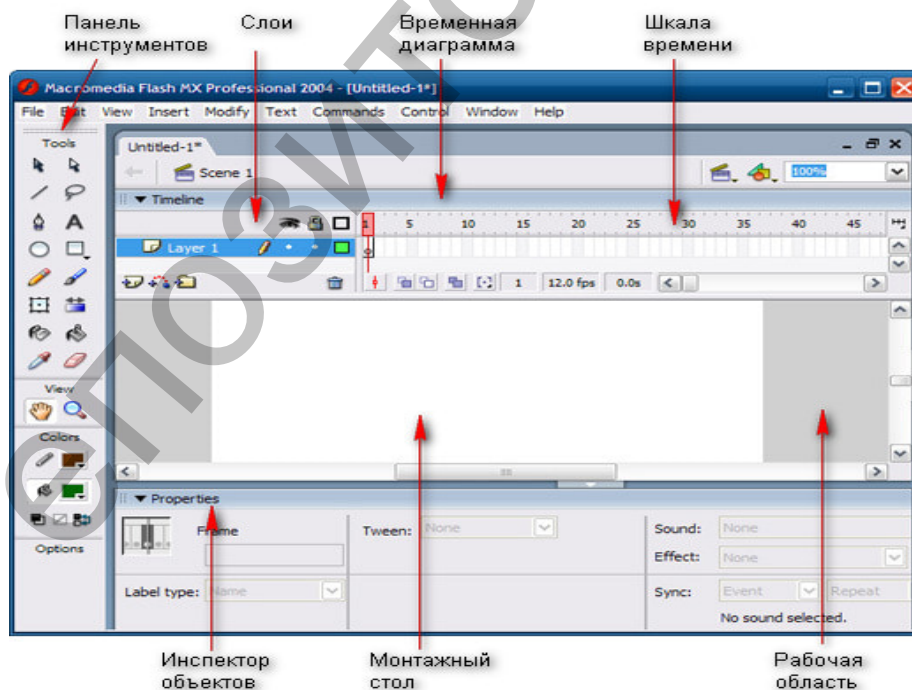 Панель
инструментов
Слои
Временная
диаграмма
Шкала
времени
Macromedia Flash MX Professional 2004 - [Untitled-1*]
File Edit View Insert Modify Text Commands Control Window Help
Tools
Untitled-1*
Scene 1
100%
Timeline
1 5 10 15 20 25 30 35 40 45
Layer 1
1 12.0 fps 0.0s
View
Colors
Options
Properties
Frame
Tween: None
Sound: None
Effect: None
Label type: Name
Sync: Event Repeat
No sound selected.
Инспектор
объектов
Монтажный
стол
Рабочая
область